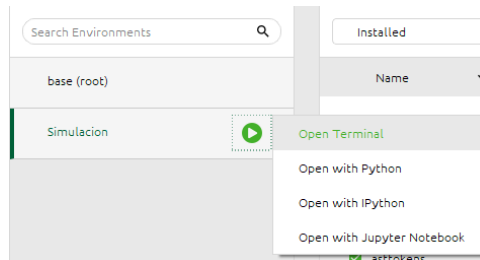 Search Environments
Installed
base (root)
Name
Simulacion
Open Terminal
Open with Python
Open with IPython
Open with Jupyter Notebook
asttokens